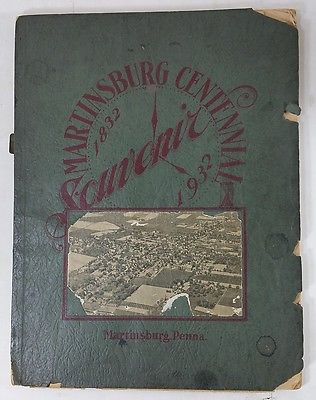 MARTINSBURG CENTENNIAL
1832
Souvenir
1932
Martinsburg, Penna.